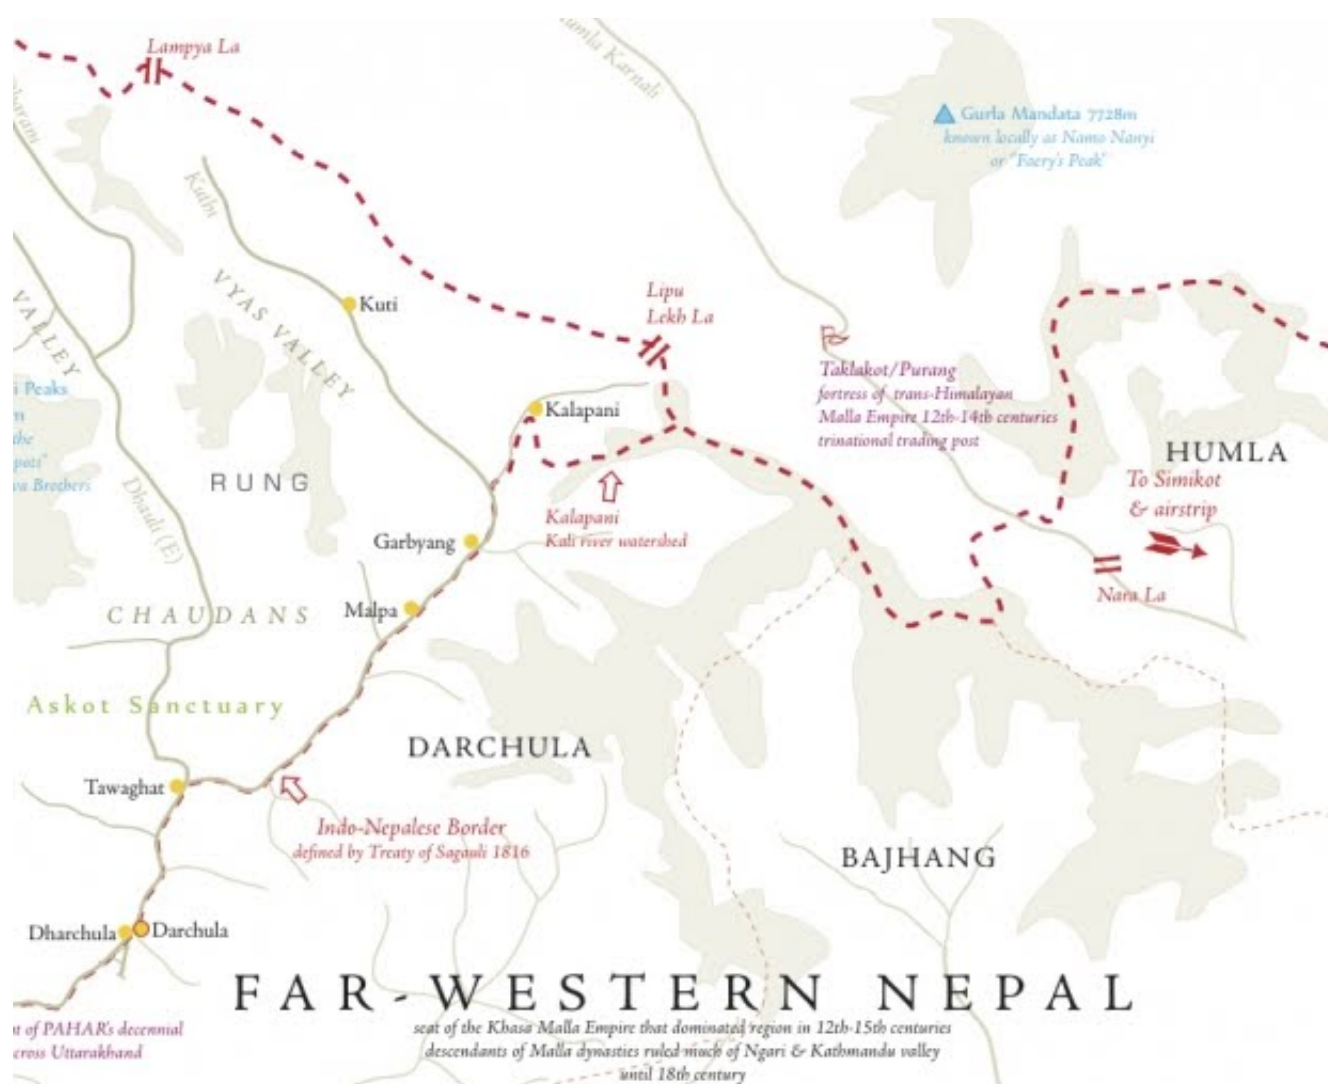 Lampya La
Humla Karnali
Gurla Mandata 7728m
known locally as Namo Nanyi
or "Faery's Peak"
Kuthi
VYAS VALLEY
Kuti
Lipu
Lekh La
VALLEY
Peaks
the
Kalapani
Taklakot/Purang
fortress of trans-Himalayan
Malla Empire 12th-14th centuries
trinational trading post
HUMLA
To Simikot
& airstrip
RUNG
Dhauli (E)
Kalapani
Kali river watershed
Garbyang
Nara La
Malpa
CHAUDANS
Askot Sanctuary
DARCHULA
Tawaghat
Indo-Nepalese Border
defined by Treaty of Sagauli 1816
BAJHANG
Dharchula
Darchula
FAR-WESTERN NEPAL
of PAHAR's decennial
cross Uttarakhand
seat of the Khasa Malla Empire that dominated region in 12th-15th centuries
descendants of Malla dynasties ruled much of Ngari & Kathmandu valley
until 18th century